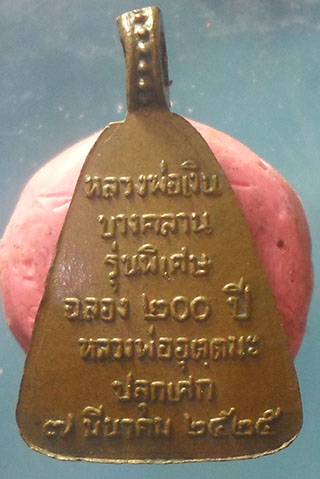 หลวงพ่อเงิน
บางคลาน
รุ่นพิเศษ
ฉลอง ๒๐๐ ปี
หลวงพ่ออุตตมะ
ปลุกเศก
๗ มีนาคม ๒๕๒๕